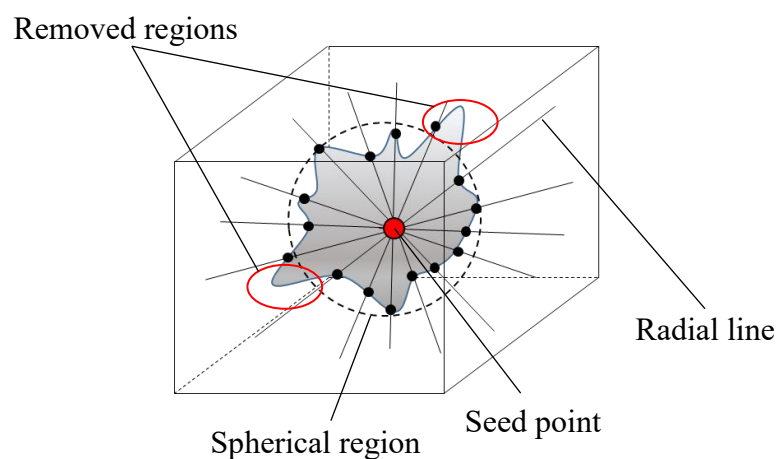 Removed regions
Radial line
Seed point
Spherical region